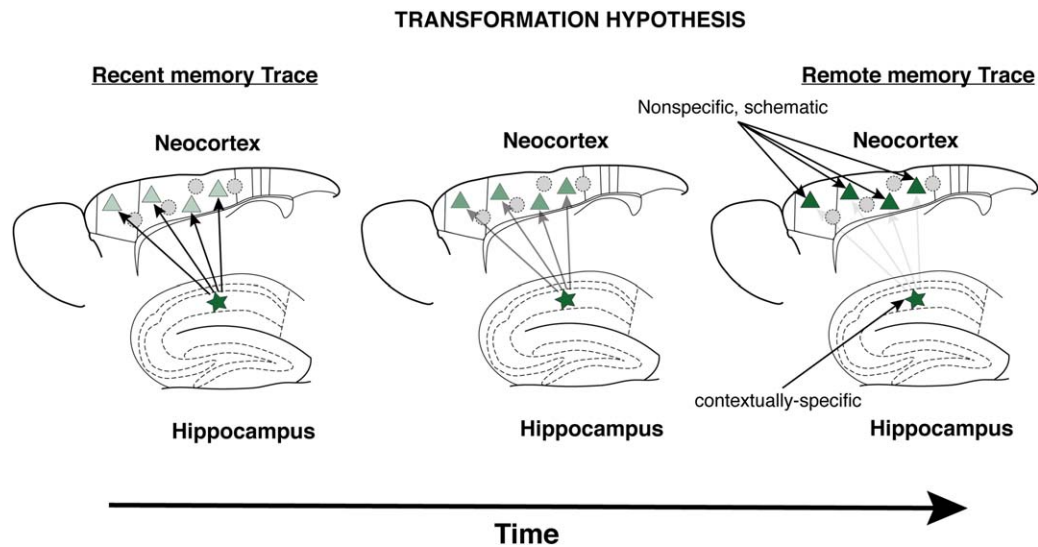 TRANSFORMATION HYPOTHESIS
Recent memory Trace
Remote memory Trace
Nonspecific, schematic
Neocortex
Neocortex
Neocortex
contextually-specific
Hippocampus
Hippocampus
Hippocampus
Time